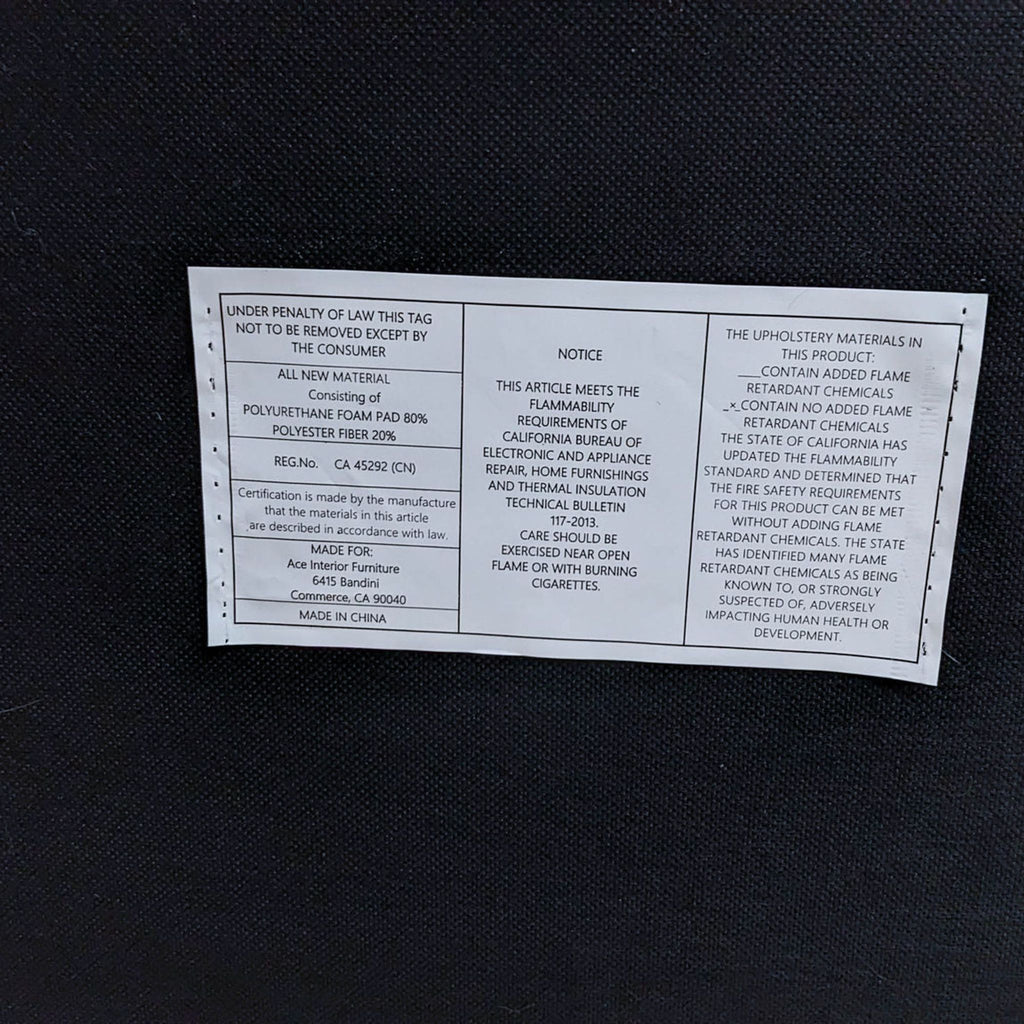 UNDER PENALTY OF LAW THIS TAG
NOT TO BE REMOVED EXCEPT BY
THE CONSUMER
ALL NEW MATERIAL
Consisting of
POLYURETHANE FOAM PAD 80%
POLYESTER FIBER 20%
REG.No. CA 45292 (CN)
Certification is made by the manufacture
that the materials in this article
are described in accordance with law.
MADE FOR:
Ace Interior Furniture
6415 Bandini
Commerce, CA 90040
MADE IN CHINA
NOTICE
THIS ARTICLE MEETS THE
FLAMMABILITY
REQUIREMENTS OF
CALIFORNIA BUREAU OF
ELECTRONIC AND APPLIANCE
REPAIR, HOME FURNISHINGS
AND THERMAL INSULATION
TECHNICAL BULLETIN
117-2013.
CARE SHOULD BE
EXERCISED NEAR OPEN
FLAME OR WITH BURNING
CIGARETTES.
THE UPHOLSTERY MATERIALS IN
THIS PRODUCT:
___CONTAIN ADDED FLAME
RETARDANT CHEMICALS
_×_CONTAIN NO ADDED FLAME
RETARDANT CHEMICALS
THE STATE OF CALIFORNIA HAS
UPDATED THE FLAMMABILITY
STANDARD AND DETERMINED THAT
THE FIRE SAFETY REQUIREMENTS
FOR THIS PRODUCT CAN BE MET
WITHOUT ADDING FLAME
RETARDANT CHEMICALS. THE STATE
HAS IDENTIFIED MANY FLAME
RETARDANT CHEMICALS AS BEING
KNOWN TO, OR STRONGLY
SUSPECTED OF, ADVERSELY
IMPACTING HUMAN HEALTH OR
DEVELOPMENT.